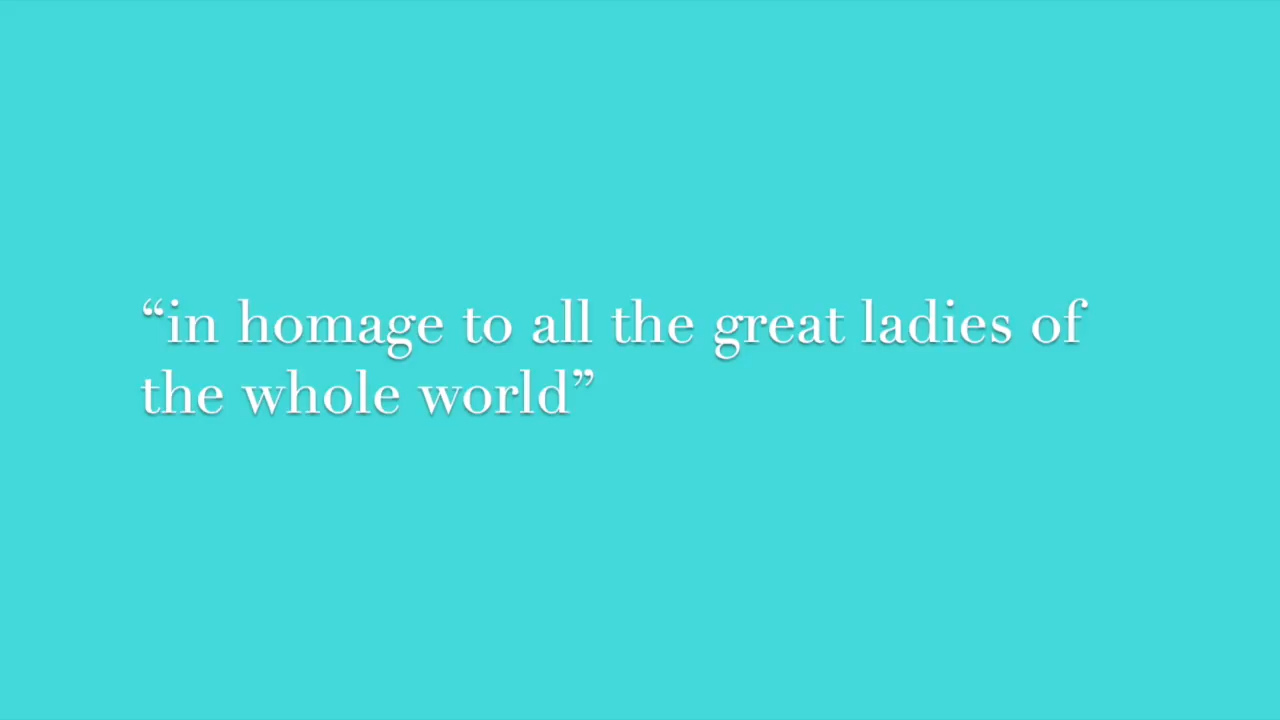 “in homage to all the great ladies of
the whole world”